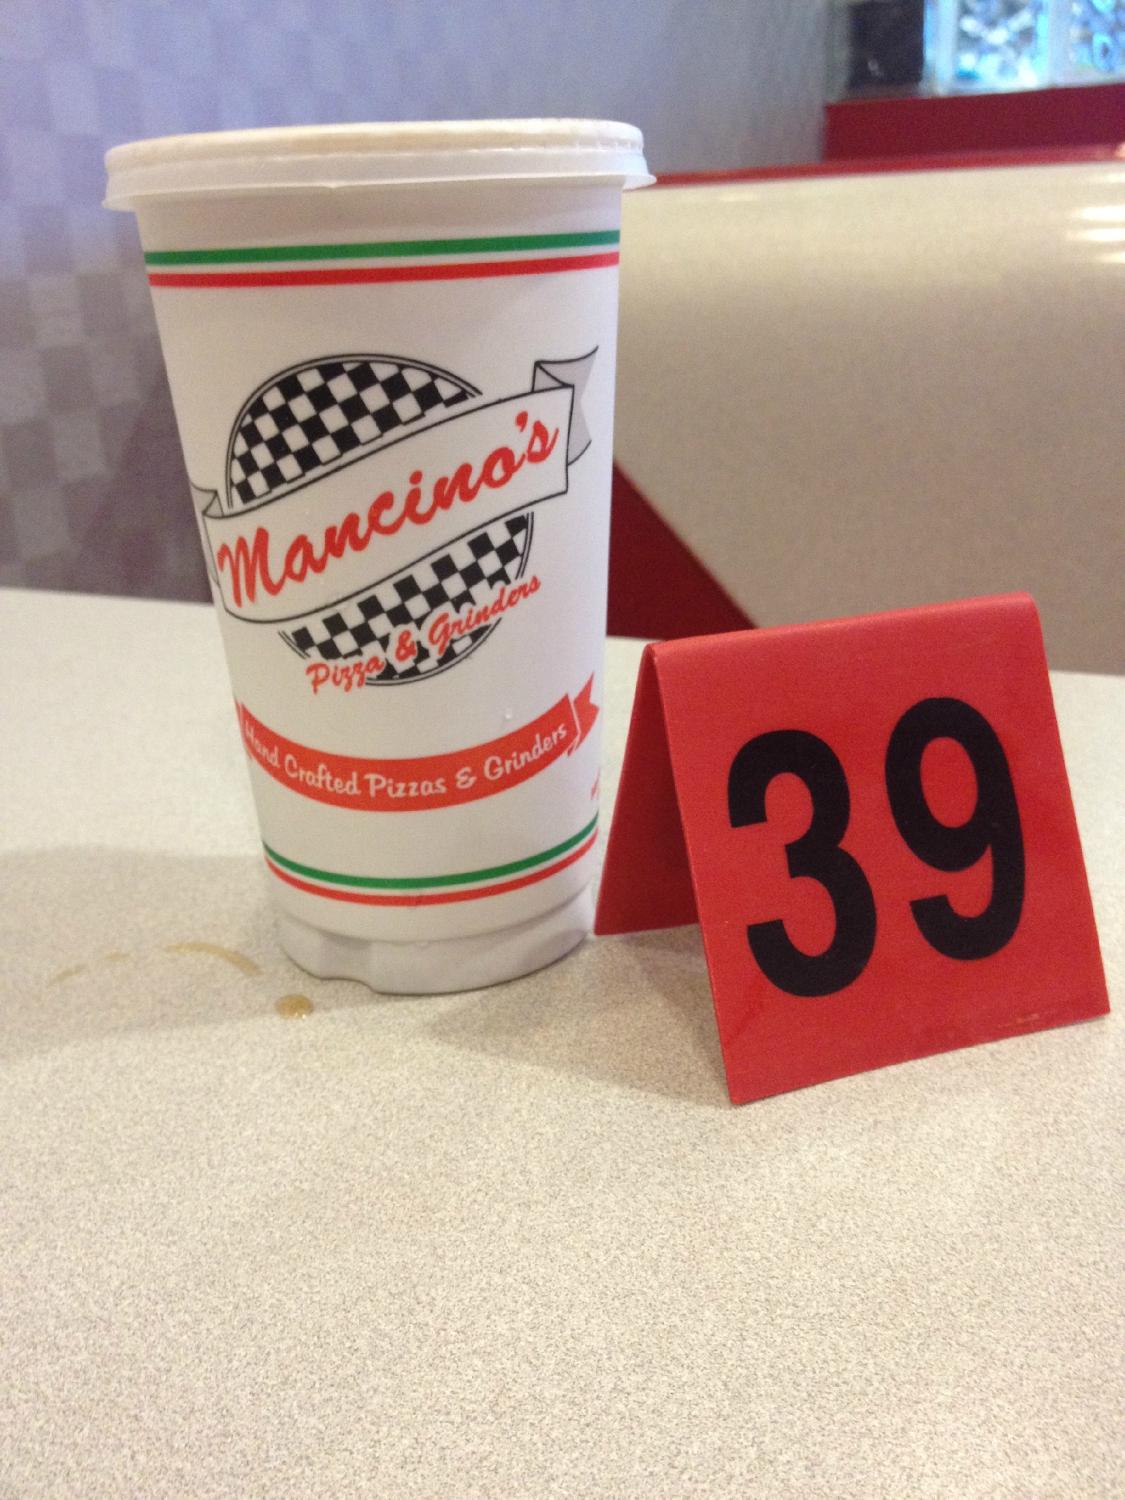 Mancino's
Pizza & Grinders
Hand Crafted Pizzas & Grinders
39